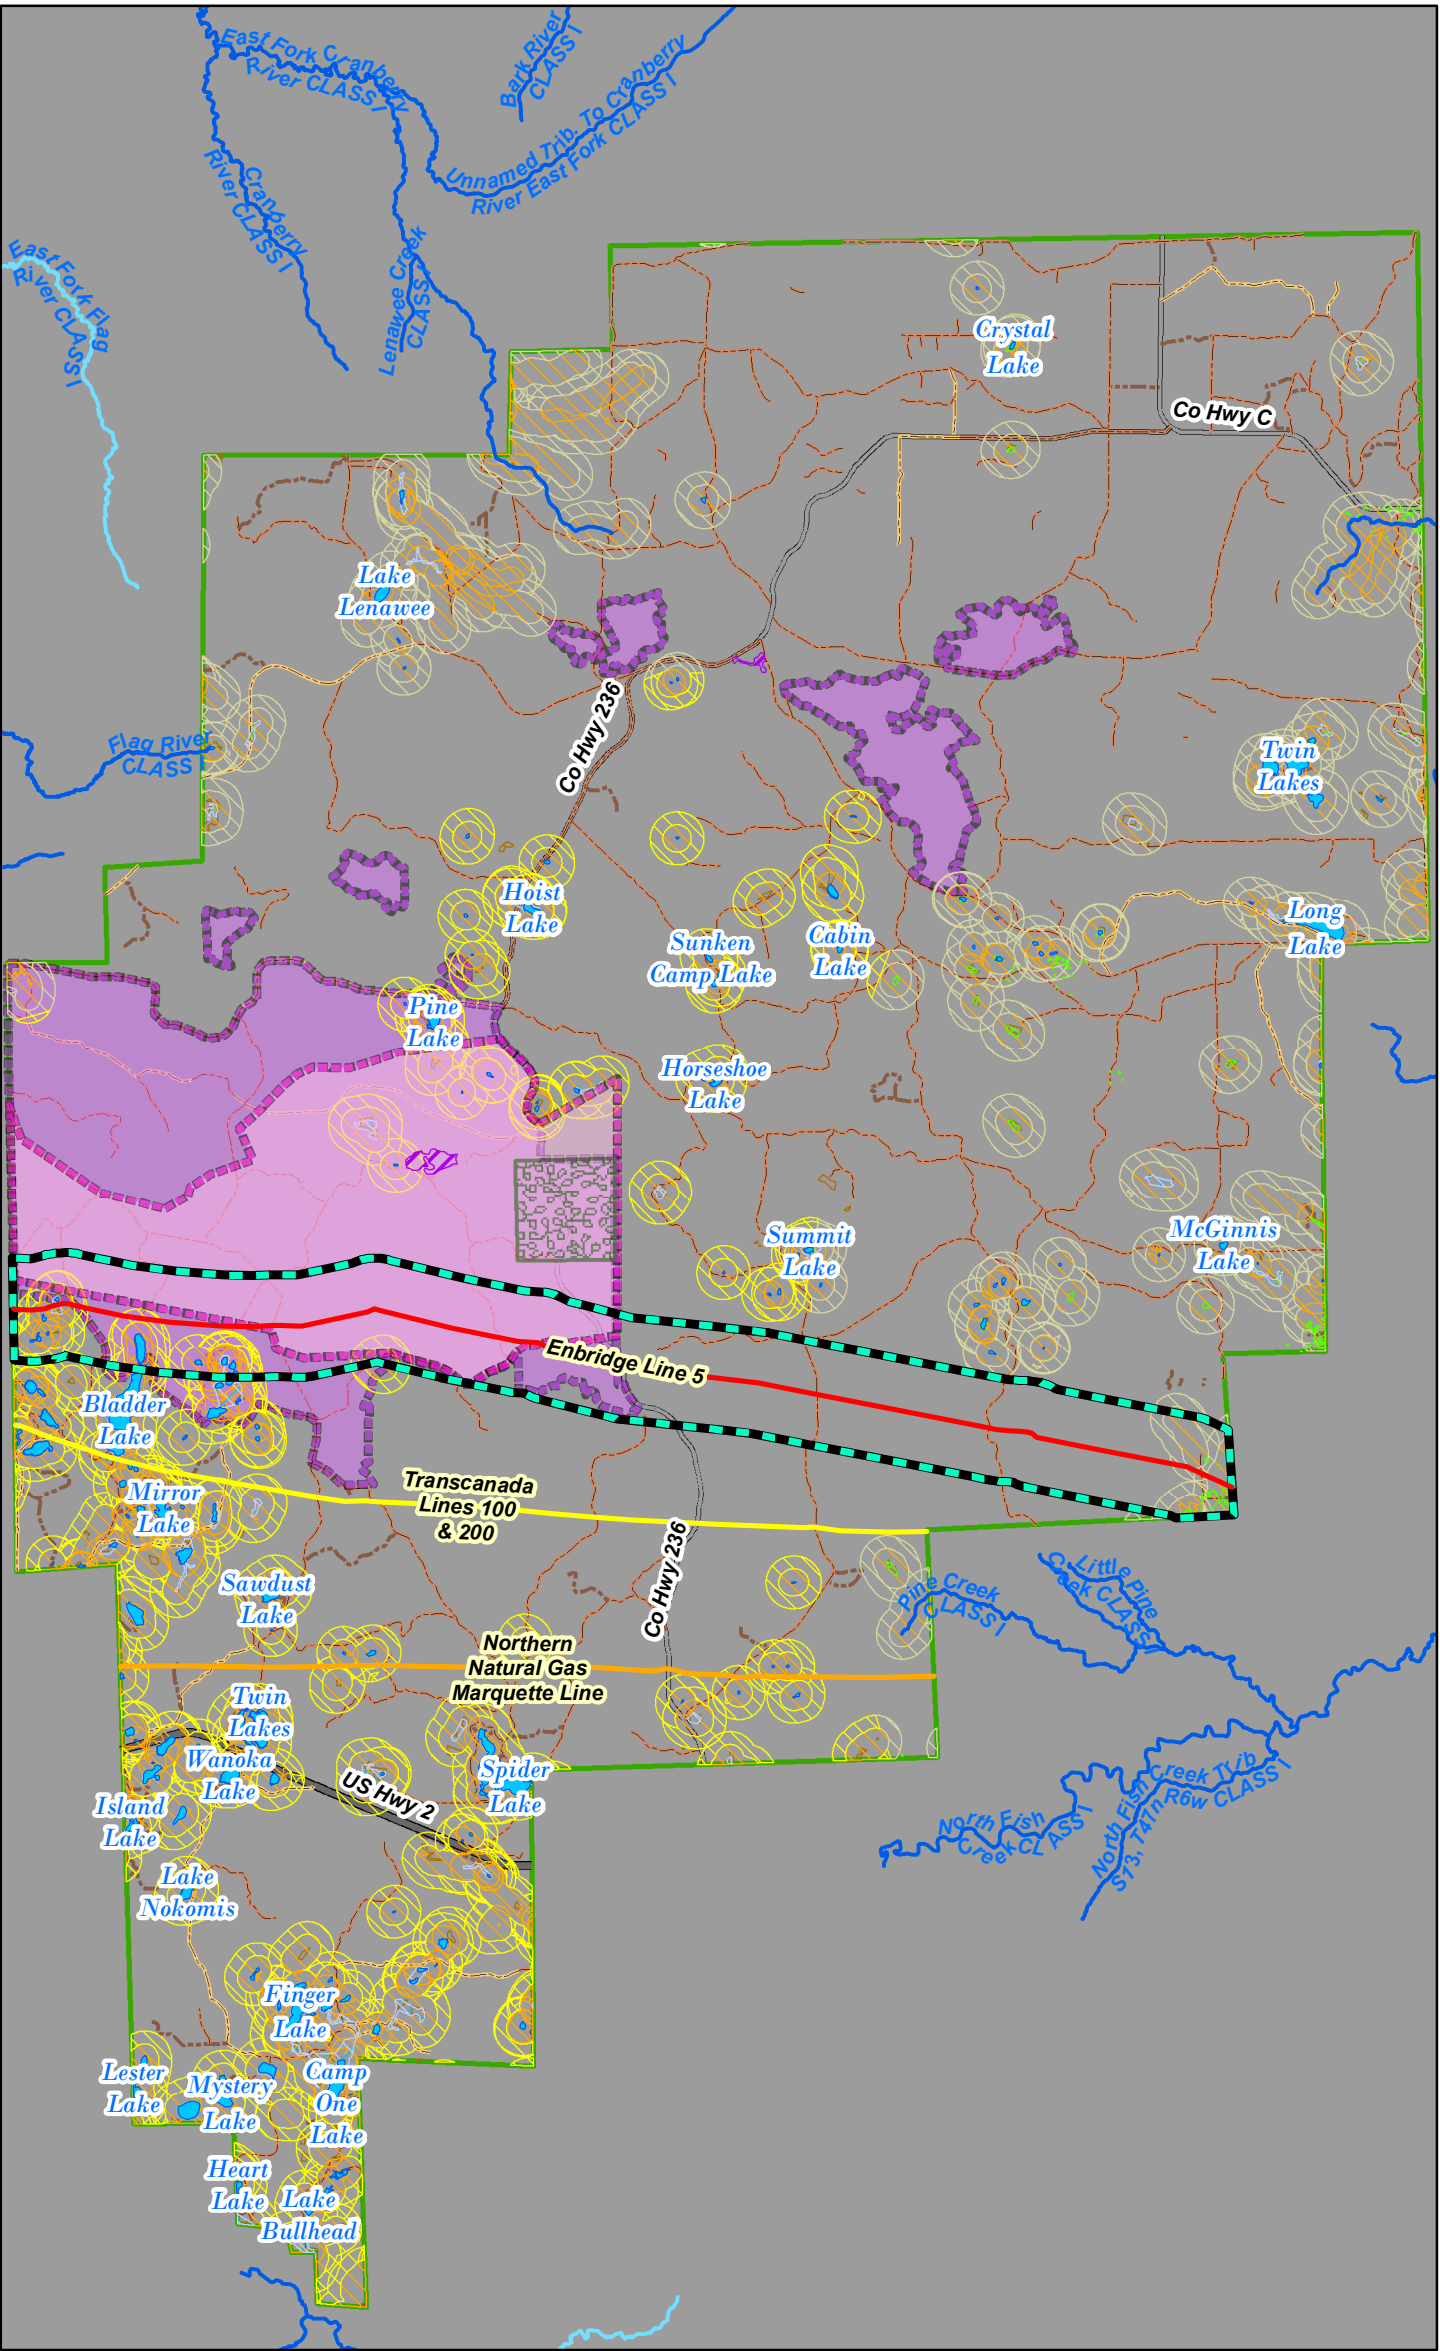 East Fork Cranberry
River CLASS I
Bark River
CLASS I
Unnamed Trib. To Cranberry
River East Fork CLASS I
Cranberry
River CLASS I
Lenawee Creek
CLASS I
East Fork Flag
River CLASS I
Crystal
Lake
Co Hwy C
Lake
Lenawee
Co Hwy 236
Flag River
CLASS
Twin
Lakes
Hoist
Lake
Sunken
Camp Lake
Cabin
Lake
Long
Lake
Pine
Lake
Horseshoe
Lake
Summit
Lake
McGinnis
Lake
Enbridge Line 5
Bladder
Lake
Mirror
Lake
Transcanada
Lines 100
& 200
Co Hwy 236
Sawdust
Lake
Pine Creek
CLASS I
Little Pine
Creek CLASS I
Northern
Natural Gas
Marquette Line
Twin
Lakes
Wanoka
Lake
Spider
Lake
US Hwy 2
Island
Lake
North Fish
Creek CLASS I
North Fish Creek Trib
S13, T47n R6w CLASS I
Lake
Nokomis
Finger
Lake
Lester
Lake
Mystery
Lake
Camp
One
Lake
Heart
Lake
Lake
Bullhead